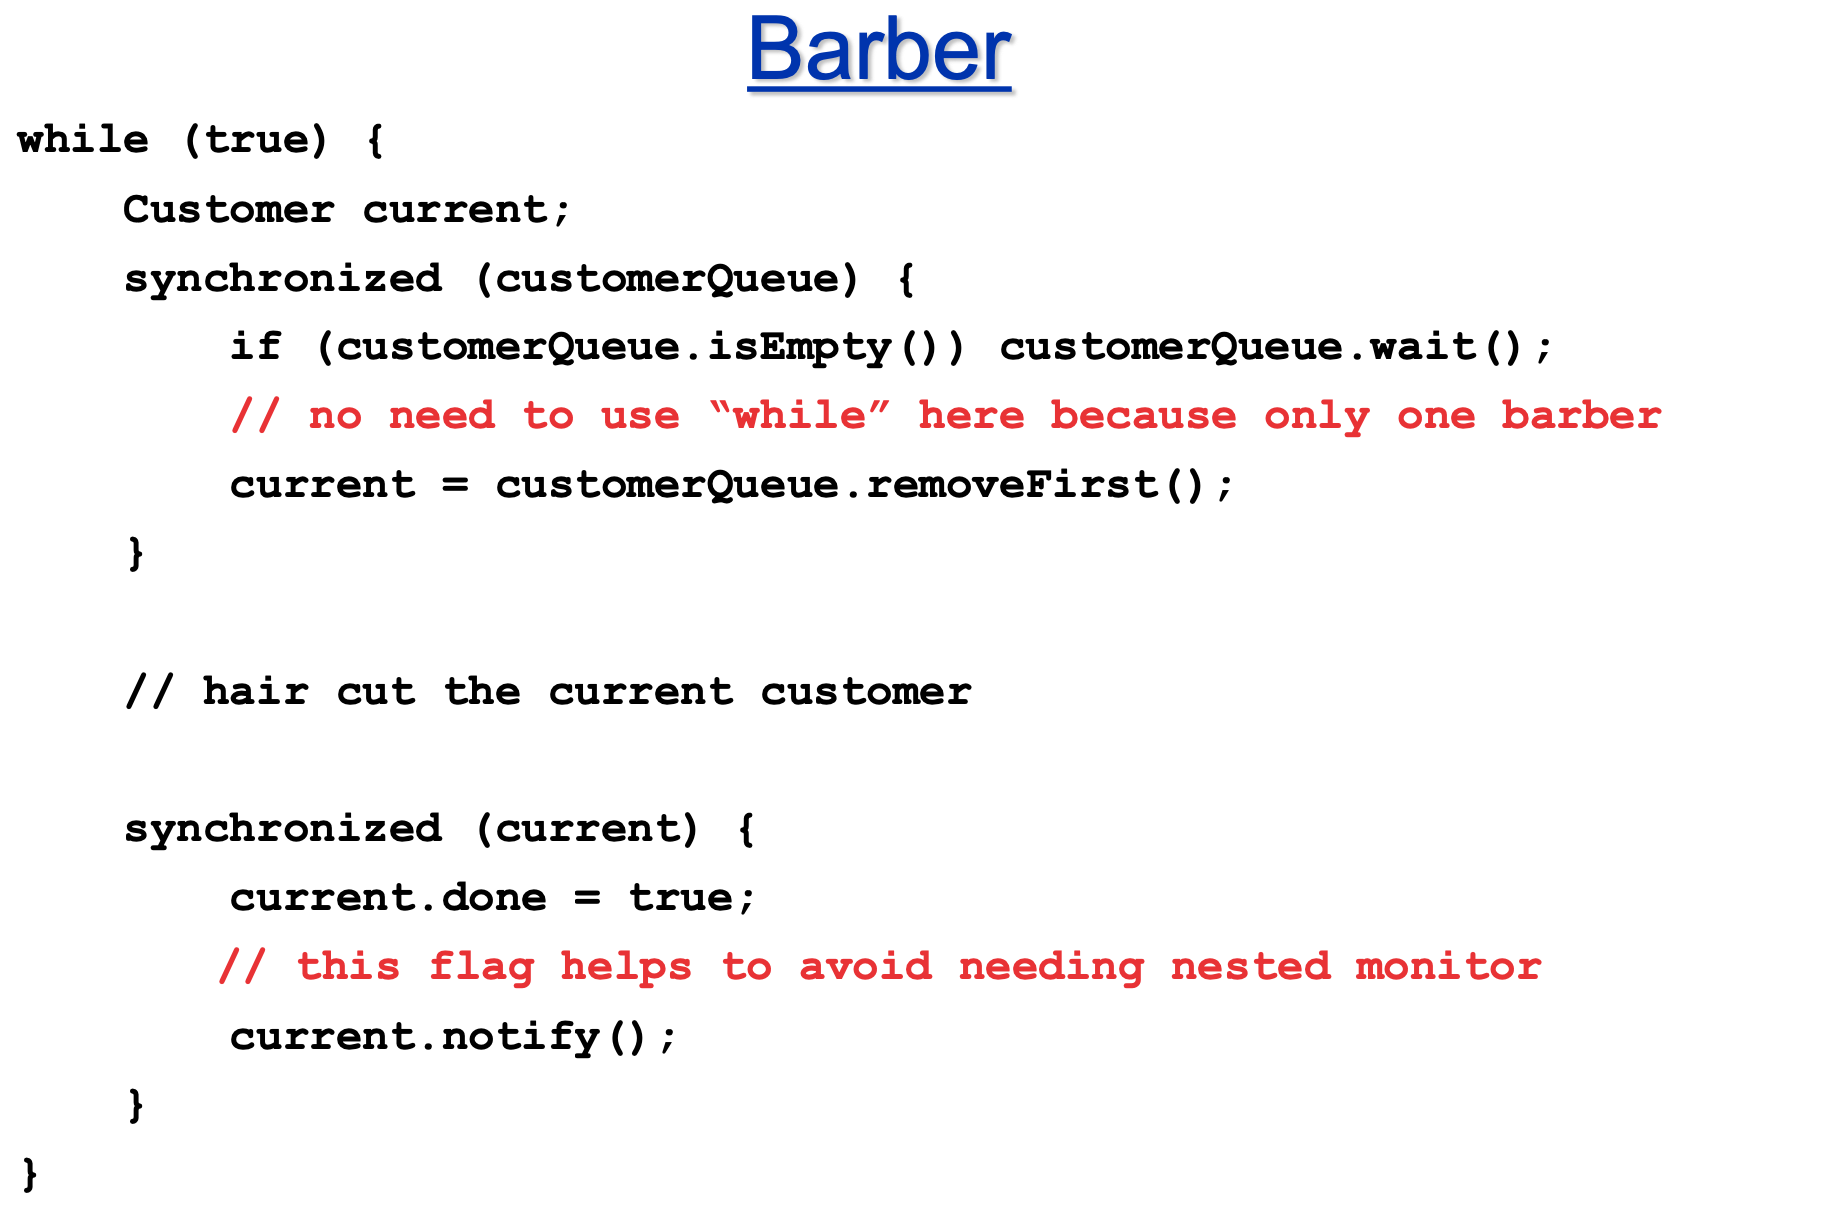 Barber
while (true) {
Customer current;
synchronized (customerQueue) {
if (customerQueue.isEmpty()) customerQueue.wait();
// no need to use “while” here because only one barber
current = customerQueue.removeFirst();
}
// hair cut the current customer
synchronized (current) {
current.done = true;
// this flag helps to avoid needing nested monitor
current.notify();
}
}